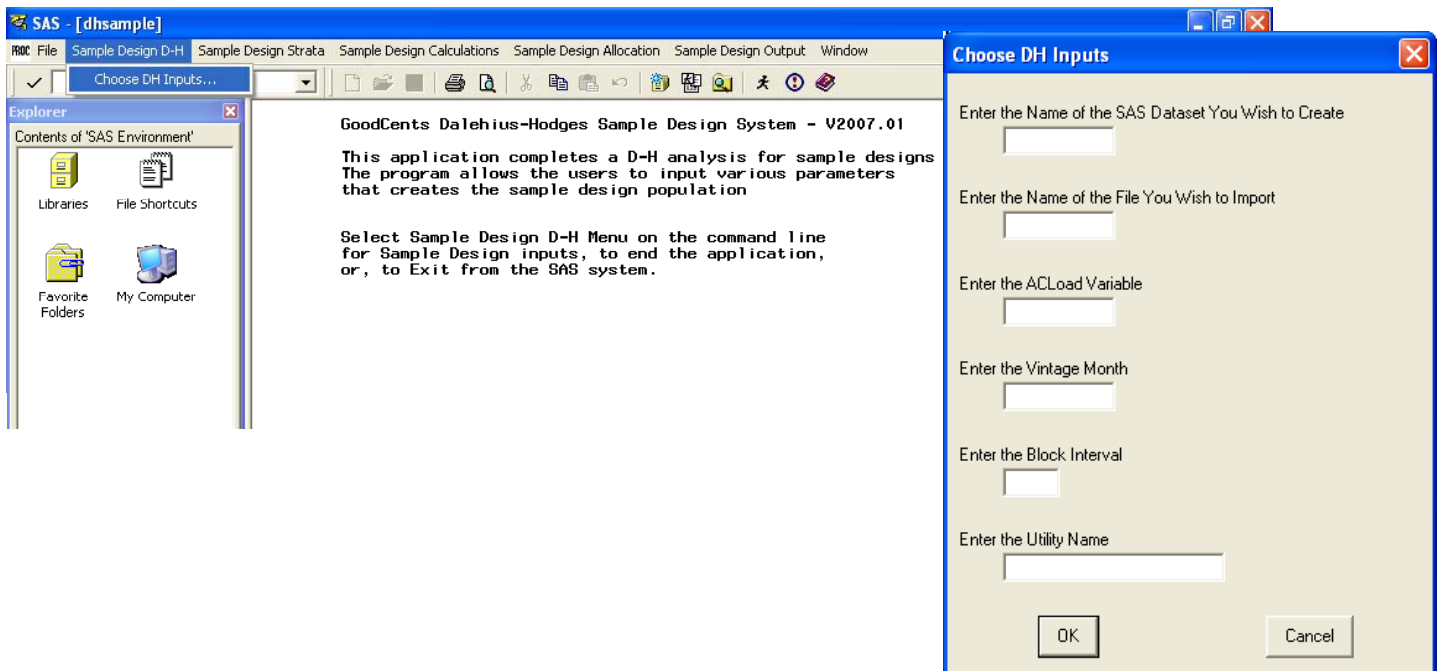 SAS - [dhsample]
PROC File Sample Design D-H Sample Design Strata Sample Design Calculations Sample Design Allocation Sample Design Output Window
Choose DH Inputs...
Explorer
Contents of 'SAS Environment'
Libraries
File Shortcuts
Favorite
Folders
My Computer
GoodCents Dalehius-Hodges Sample Design System - V2007.01
This application completes a D-H analysis for sample designs
The program allows the users to input various parameters
that creates the sample design population
Select Sample Design D-H Menu on the command line
for Sample Design inputs, to end the application,
or, to Exit from the SAS system.
Choose DH Inputs
Enter the Name of the SAS Dataset You Wish to Create
Enter the Name of the File You Wish to Import
Enter the ACLoad Variable
Enter the Vintage Month
Enter the Block Interval
Enter the Utility Name
OK
Cancel